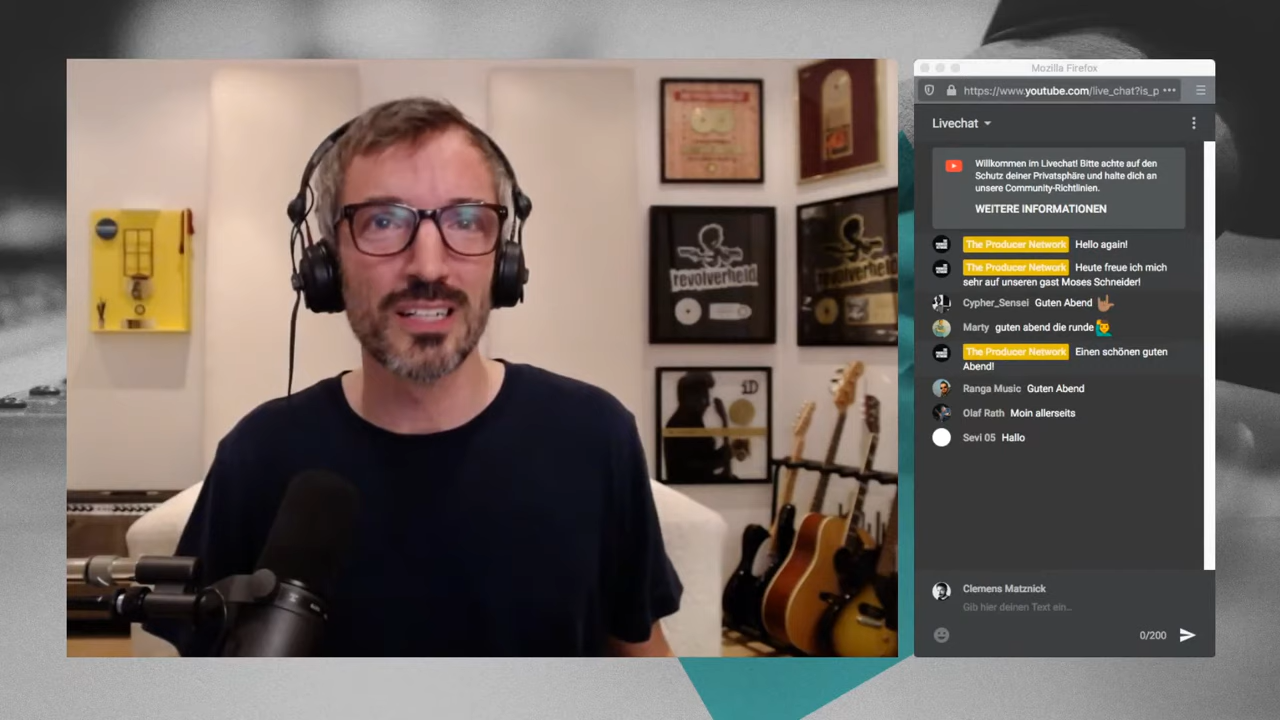 revolverheld
revolverheld
1D
Mozilla Firefox
https://www.youtube.com/live_chat?is_p
Livechat
Willkommen im Livechat! Bitte achte auf den
Schutz deiner Privatsphäre und halte dich an
unsere Community-Richtlinien.
WEITERE INFORMATIONEN
The Producer Network Hello again!
The Producer Network Heute freue ich mich
sehr auf unseren gast Moses Schneider!
Cypher_Sensei Guten Abend
Marty guten abend die runde
The Producer Network Einen schönen guten
Abend!
Ranga Music Guten Abend
Olaf Rath Moin allerseits
Sevi 05 Hallo
Clemens Matznick
Gib hier deinen Text ein...
0/200